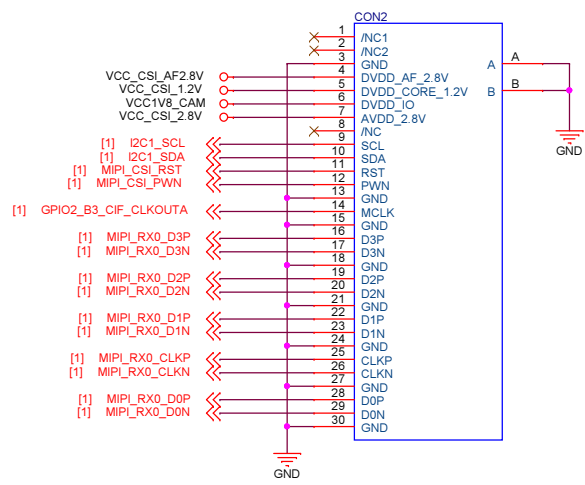 CON2
1 /NC1
2 /NC2
3 GND A A
VCC_CSI_AF2.8V 4 DVDD_AF_2.8V
VCC_CSI_1.2V 5 DVDD_CORE_1.2V B B
VCC1V8_CAM 6 DVDD_IO
VCC_CSI_2.8V 7 AVDD_2.8V
8 /NC
[1] I2C1_SCL 9 SCL
[1] I2C1_SDA 10 SDA
[1] MIPI_CSI_RST 11 RST
[1] MIPI_CSI_PWN 12 PWN
13 GND
[1] GPIO2_B3_CIF_CLKOUTA 14 MCLK
15 GND
[1] MIPI_RX0_D3P 16 D3P
[1] MIPI_RX0_D3N 17 D3N
18 GND
[1] MIPI_RX0_D2P 19 D2P
[1] MIPI_RX0_D2N 20 D2N
21 GND
[1] MIPI_RX0_D1P 22 D1P
[1] MIPI_RX0_D1N 23 D1N
24 GND
[1] MIPI_RX0_CLKP 25 CLKP
[1] MIPI_RX0_CLKN 26 CLKN
27 GND
[1] MIPI_RX0_D0P 28 D0P
[1] MIPI_RX0_D0N 29 D0N
30 GND
GND
GND